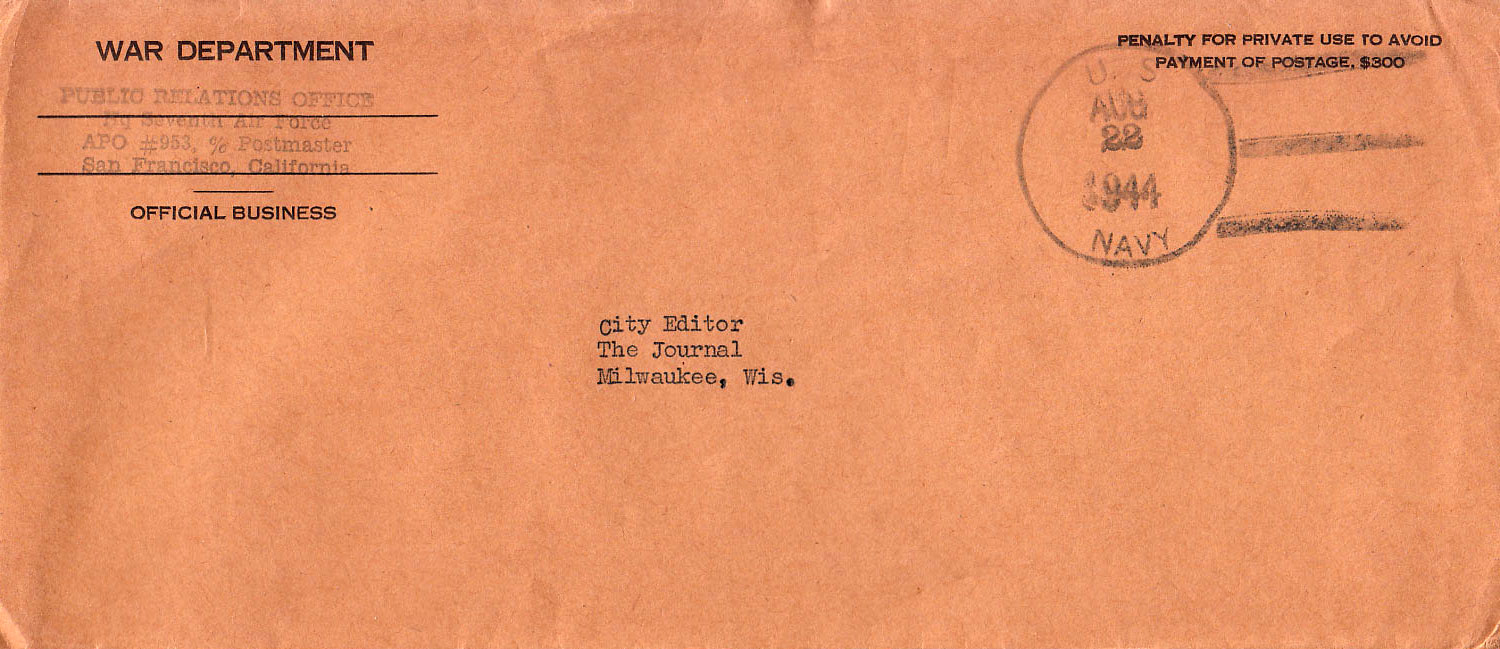 WAR DEPARTMENT
PUBLIC RELATIONS OFFICE
Hq Seventh Air Force
APO #953, % Postmaster
San Francisco, California
OFFICIAL BUSINESS
PENALTY FOR PRIVATE USE TO AVOID
PAYMENT OF POSTAGE, $300
U. S.
AUG
22
1944
NAVY
City Editor
The Journal
Milwaukee, Wis.